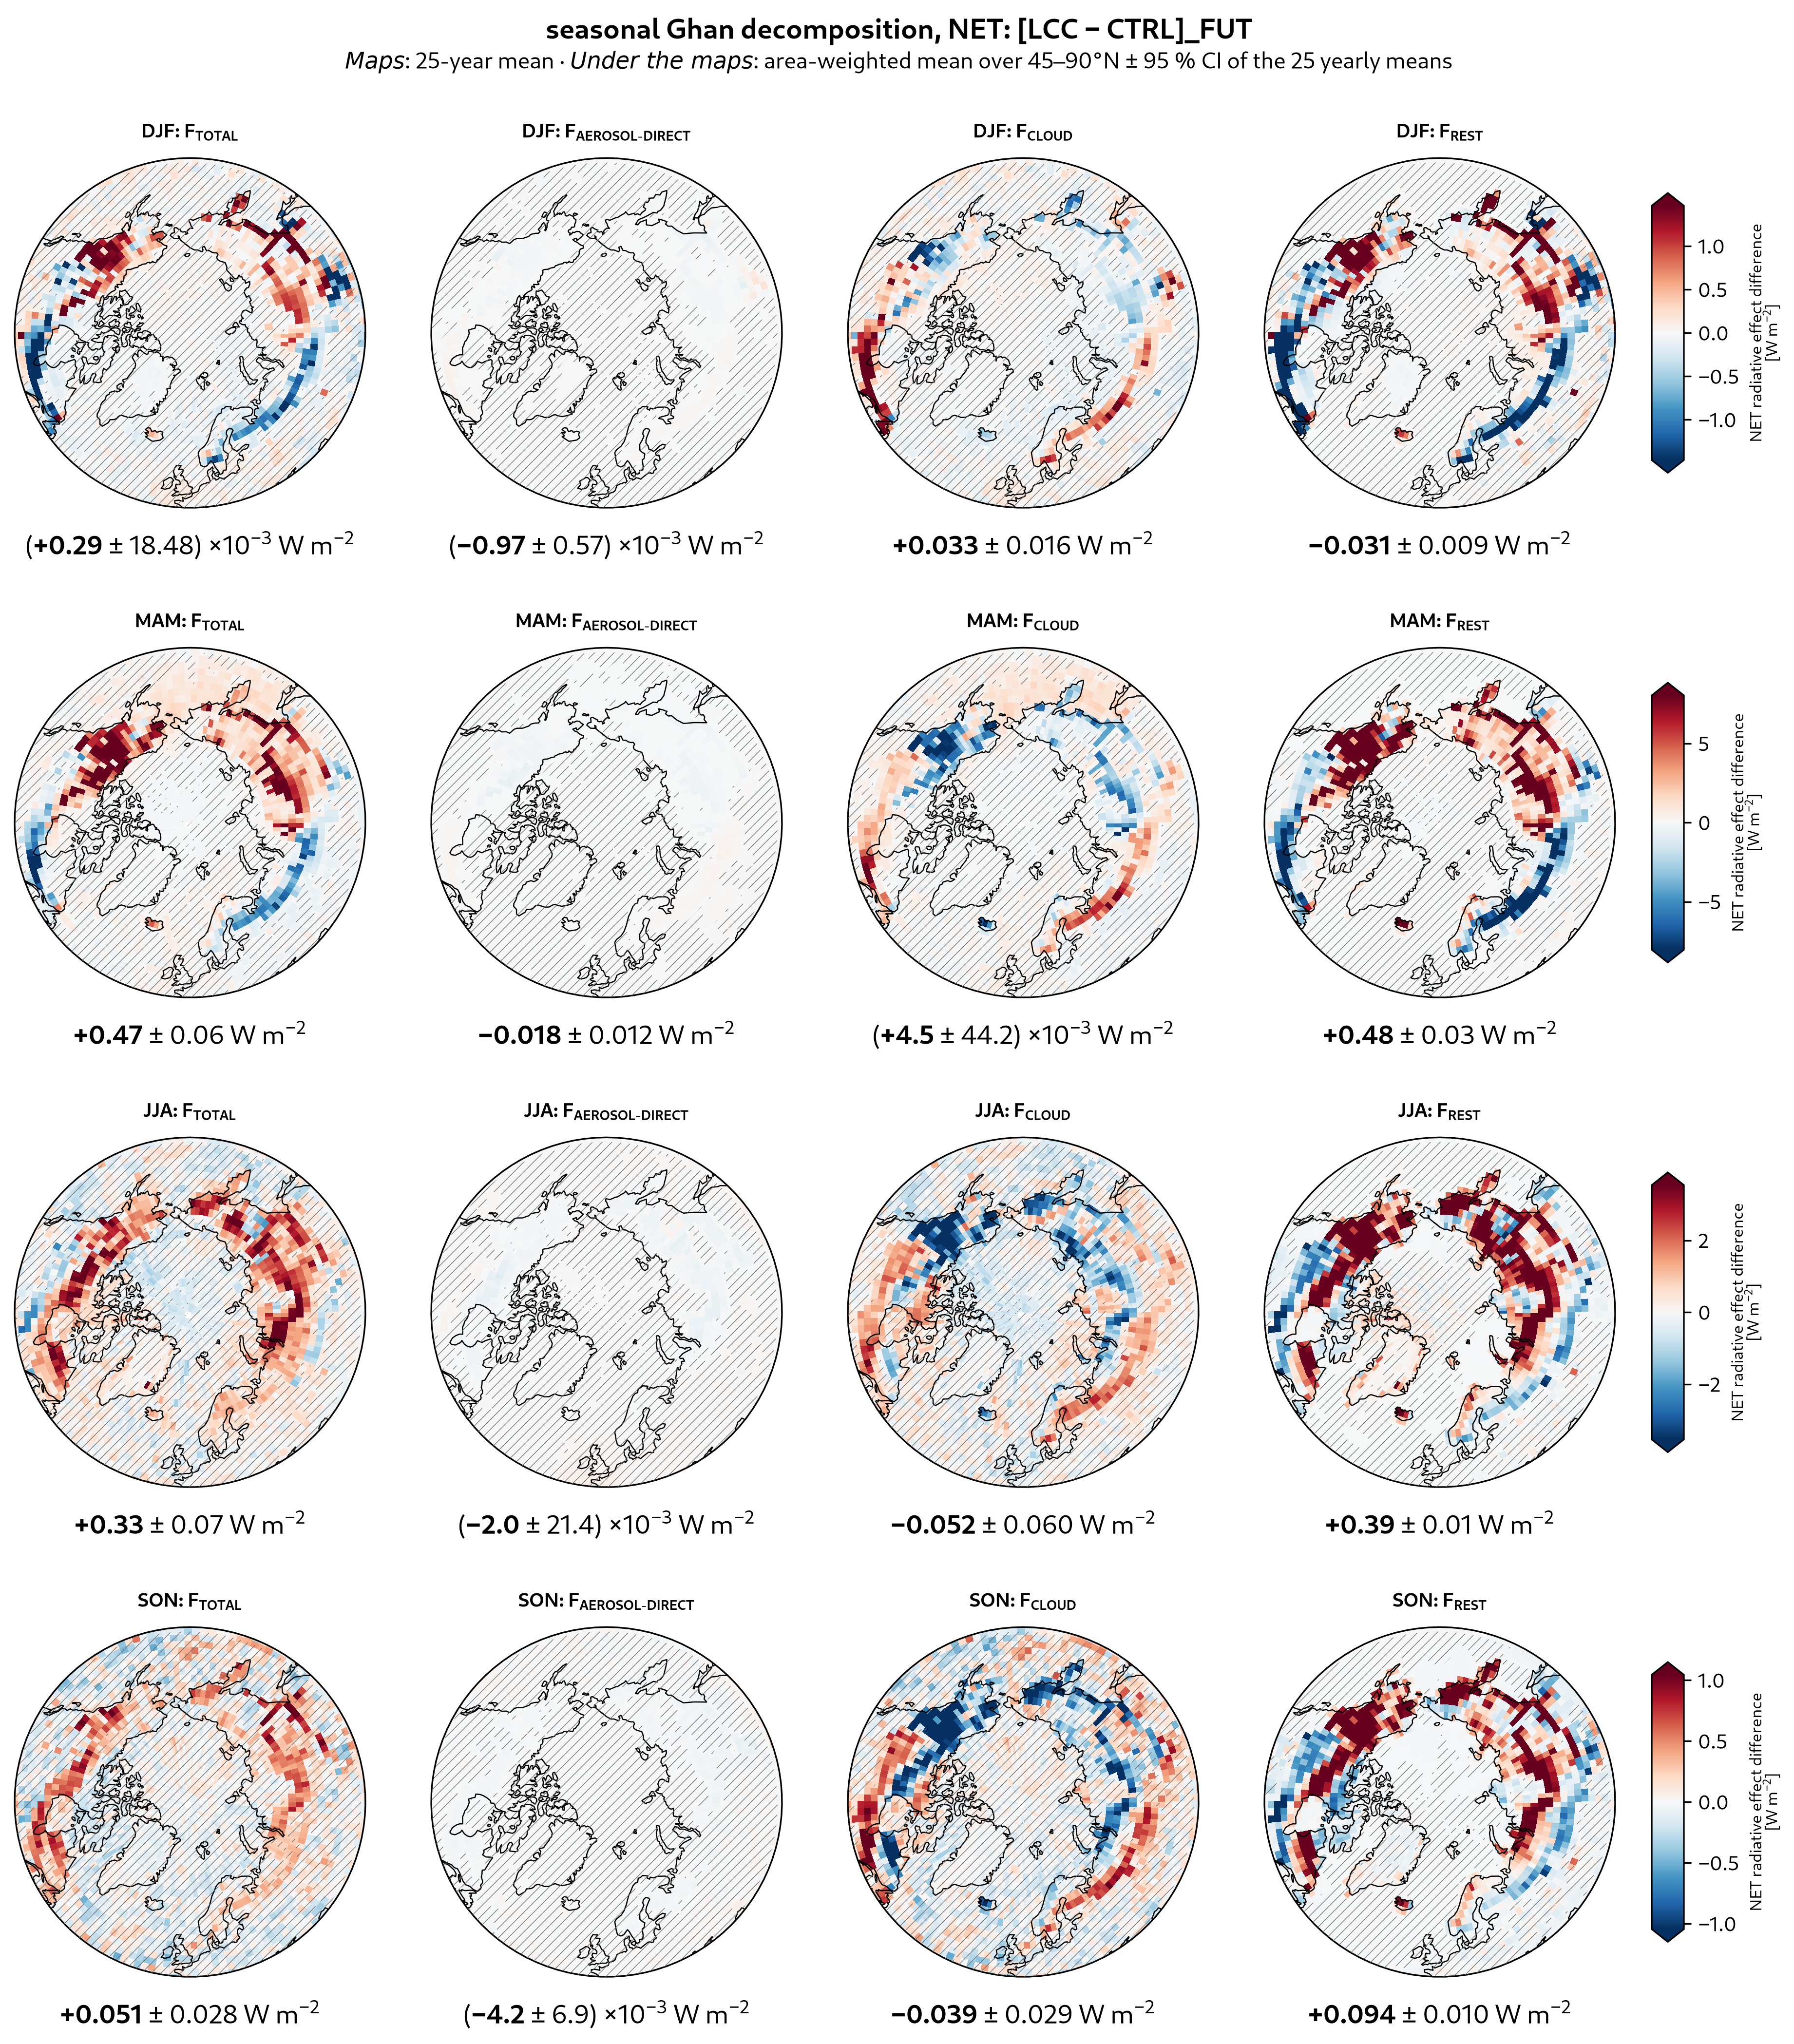 seasonal Ghan decomposition, NET: [LCC − CTRL]_FUT
Maps: 25-year mean · Under the maps: area-weighted mean over 45–90°N ± 95 % CI of the 25 yearly means
DJF: F_TOTAL
DJF: F_AEROSOL-DIRECT
DJF: F_CLOUD
DJF: F_REST
1.0
0.5
0.0
−0.5
−1.0
NET radiative effect difference
[W m⁻²]
(+0.29 ± 18.48) ×10⁻³ W m⁻²
(−0.97 ± 0.57) ×10⁻³ W m⁻²
+0.033 ± 0.016 W m⁻²
−0.031 ± 0.009 W m⁻²
MAM: F_TOTAL
MAM: F_AEROSOL-DIRECT
MAM: F_CLOUD
MAM: F_REST
5
0
−5
NET radiative effect difference
[W m⁻²]
+0.47 ± 0.06 W m⁻²
−0.018 ± 0.012 W m⁻²
(+4.5 ± 44.2) ×10⁻³ W m⁻²
+0.48 ± 0.03 W m⁻²
JJA: F_TOTAL
JJA: F_AEROSOL-DIRECT
JJA: F_CLOUD
JJA: F_REST
2
0
−2
NET radiative effect difference
[W m⁻²]
+0.33 ± 0.07 W m⁻²
(−2.0 ± 21.4) ×10⁻³ W m⁻²
−0.052 ± 0.060 W m⁻²
+0.39 ± 0.01 W m⁻²
SON: F_TOTAL
SON: F_AEROSOL-DIRECT
SON: F_CLOUD
SON: F_REST
1.0
0.5
0.0
−0.5
−1.0
NET radiative effect difference
[W m⁻²]
+0.051 ± 0.028 W m⁻²
(−4.2 ± 6.9) ×10⁻³ W m⁻²
−0.039 ± 0.029 W m⁻²
+0.094 ± 0.010 W m⁻²